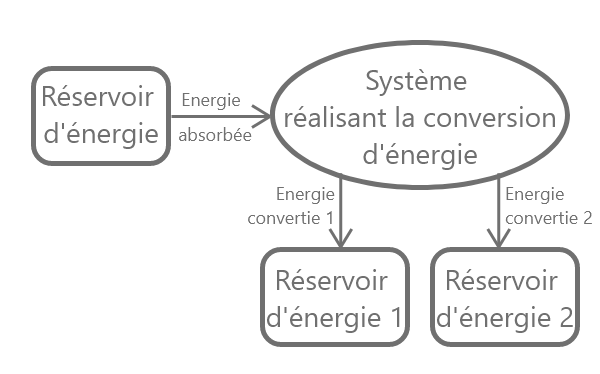 Réservoir
d'énergie
Energie
absorbée
Système
réalisant la conversion
d'énergie
Energie
convertie 1
Energie
convertie 2
Réservoir
d'énergie 1
Réservoir
d'énergie 2